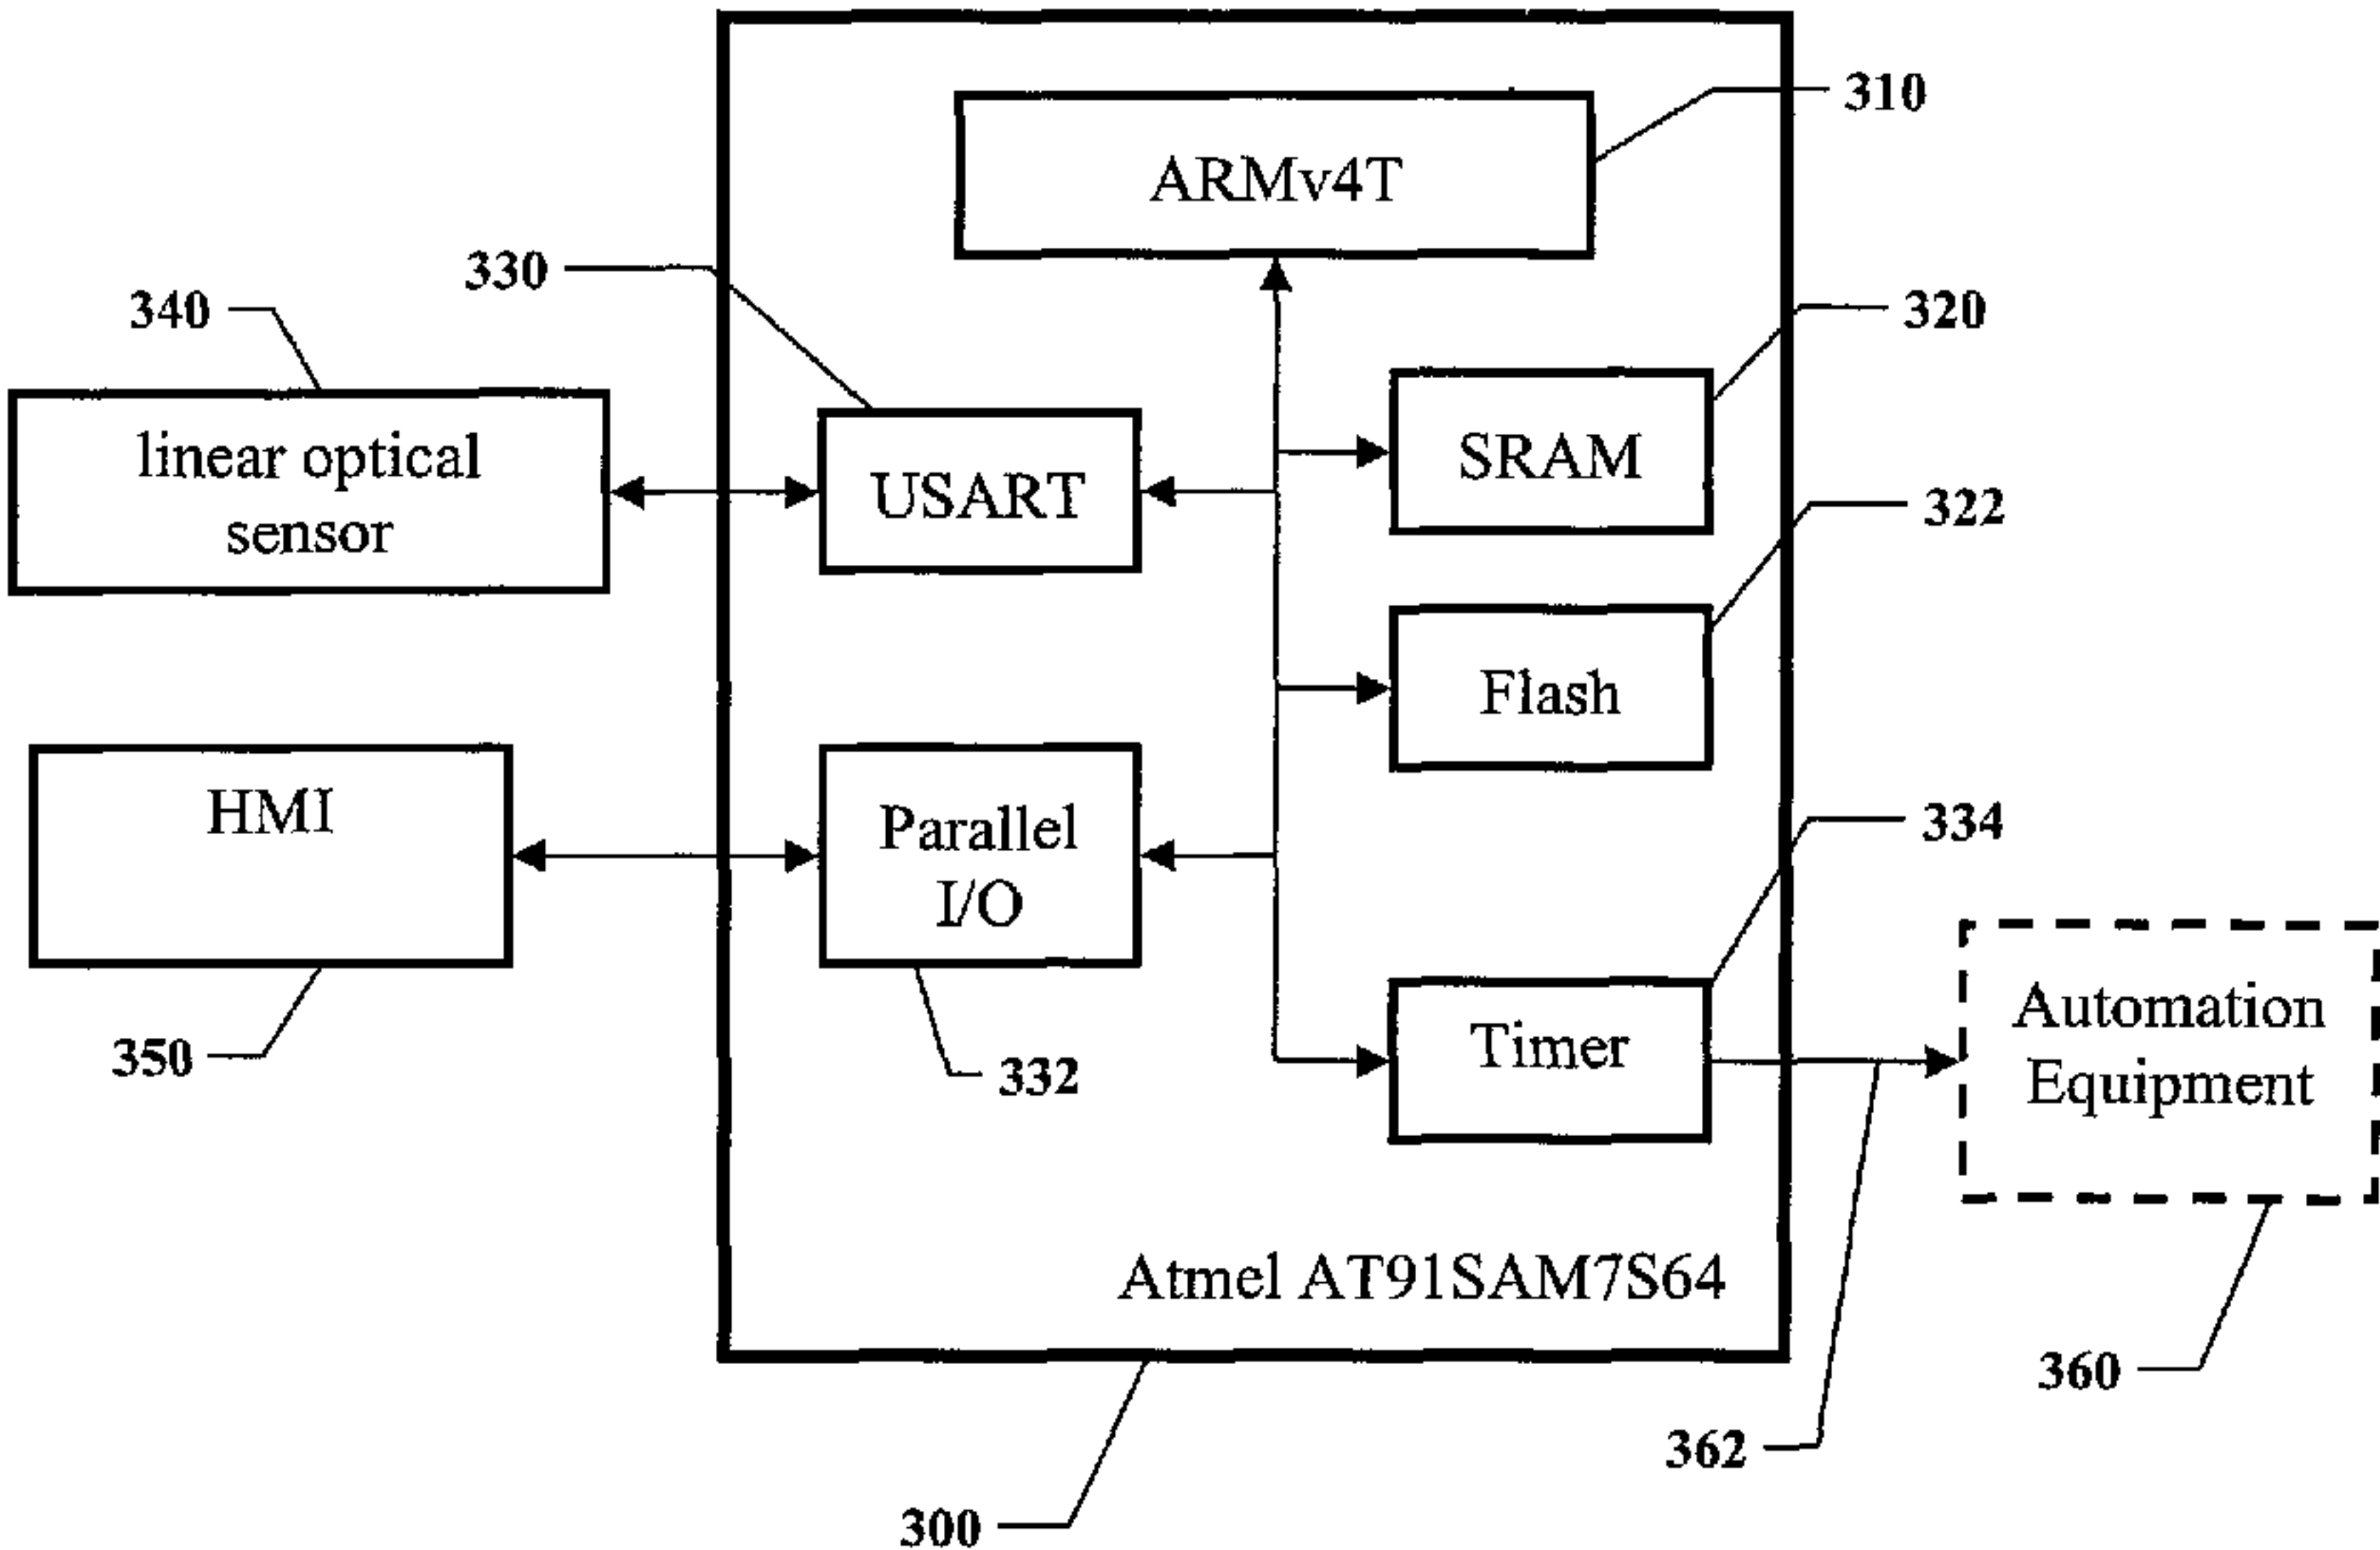 310
ARMv4T
330
340
320
linear optical
sensor
USART
SRAM
322
Flash
HMI
Parallel
I/O
334
Automation
Equipment
Timer
350
332
Atmel AT91SAM7S64
360
362
300